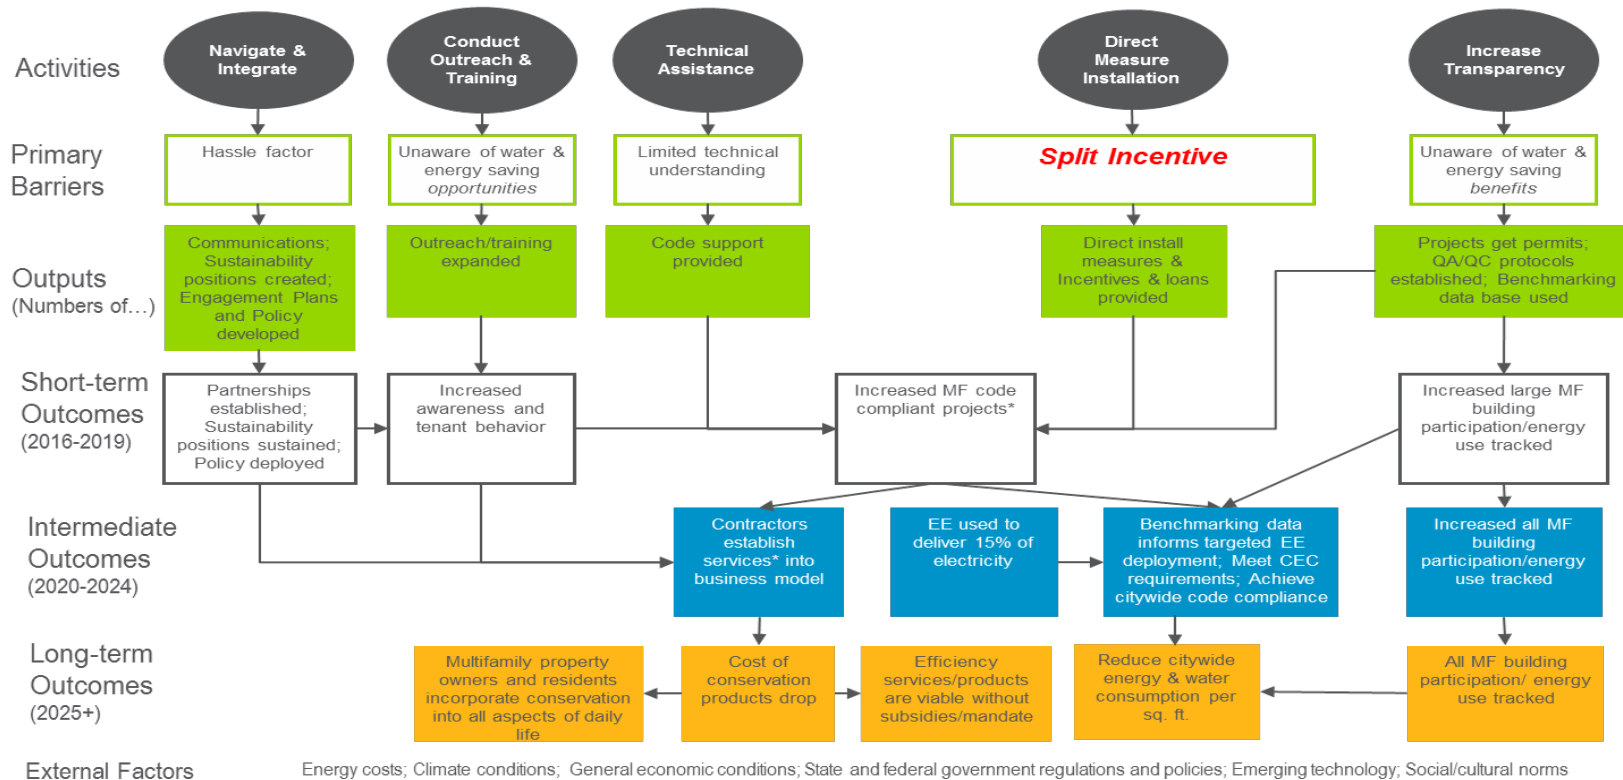 Activities
Navigate &
Integrate
Conduct
Outreach &
Training
Technical
Assistance
Direct
Measure
Installation
Increase
Transparency
Primary
Barriers
Hassle factor
Unaware of water &
energy saving
opportunities
Limited technical
understanding
Split Incentive
Unaware of water &
energy saving
benefits
Outputs
(Numbers of…)
Communications;
Sustainability
positions created;
Engagement Plans
and Policy
developed
Outreach/training
expanded
Code support
provided
Direct install
measures &
Incentives & loans
provided
Projects get permits;
QA/QC protocols
established; Benchmarking
data base used
Short-term
Outcomes
(2016-2019)
Partnerships
established;
Sustainability
positions sustained;
Policy deployed
Increased
awareness and
tenant behavior
Increased MF code
compliant projects*
Increased large MF
building
participation/energy
use tracked
Intermediate
Outcomes
(2020-2024)
Contractors
establish
services* into
business model
EE used to
deliver 15% of
electricity
Benchmarking data
informs targeted EE
deployment; Meet CEC
requirements; Achieve
citywide code compliance
Increased all MF
building
participation/energy
use tracked
Long-term
Outcomes
(2025+)
Multifamily property
owners and residents
incorporate conservation
into all aspects of daily
life
Cost of
conservation
products drop
Efficiency
services/products
are viable without
subsidies/mandate
Reduce citywide
energy & water
consumption per
sq. ft.
All MF building
participation/ energy
use tracked
External Factors
Energy costs; Climate conditions; General economic conditions; State and federal government regulations and policies; Emerging technology; Social/cultural norms